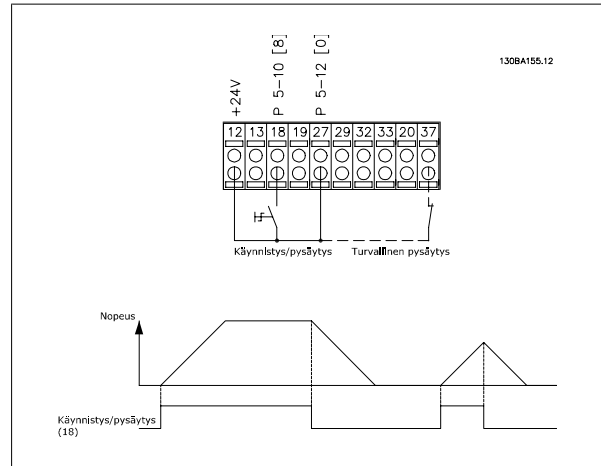 130BA155.12
+24V
P 5-10 [8]
P 5-12 [0]
12 13 18 19 27 29 32 33 20 37
Käynnistys/pysäytys Turvallinen pysäytys
Nopeus
Käynnistys/pysäytys
(18)